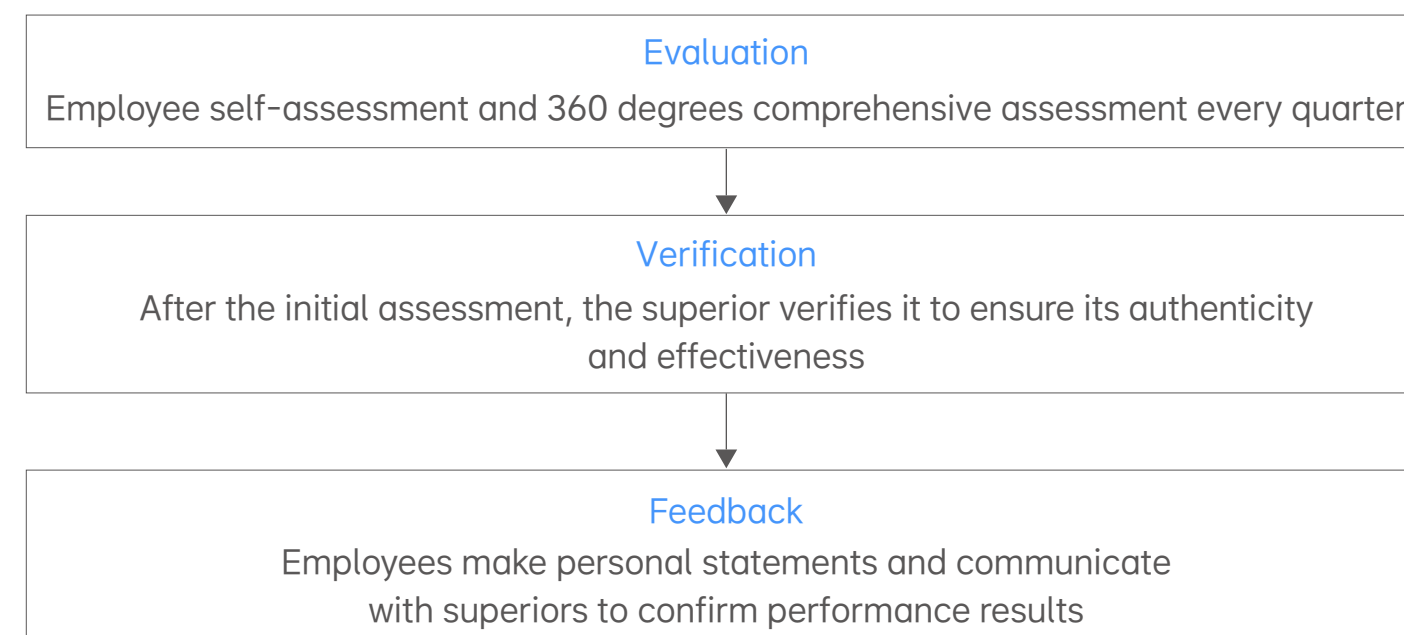 Evaluation
Employee self-assessment and 360 degrees comprehensive assessment every quarter
Verification
After the initial assessment, the superior verifies it to ensure its authenticity
and effectiveness
Feedback
Employees make personal statements and communicate
with superiors to confirm performance results